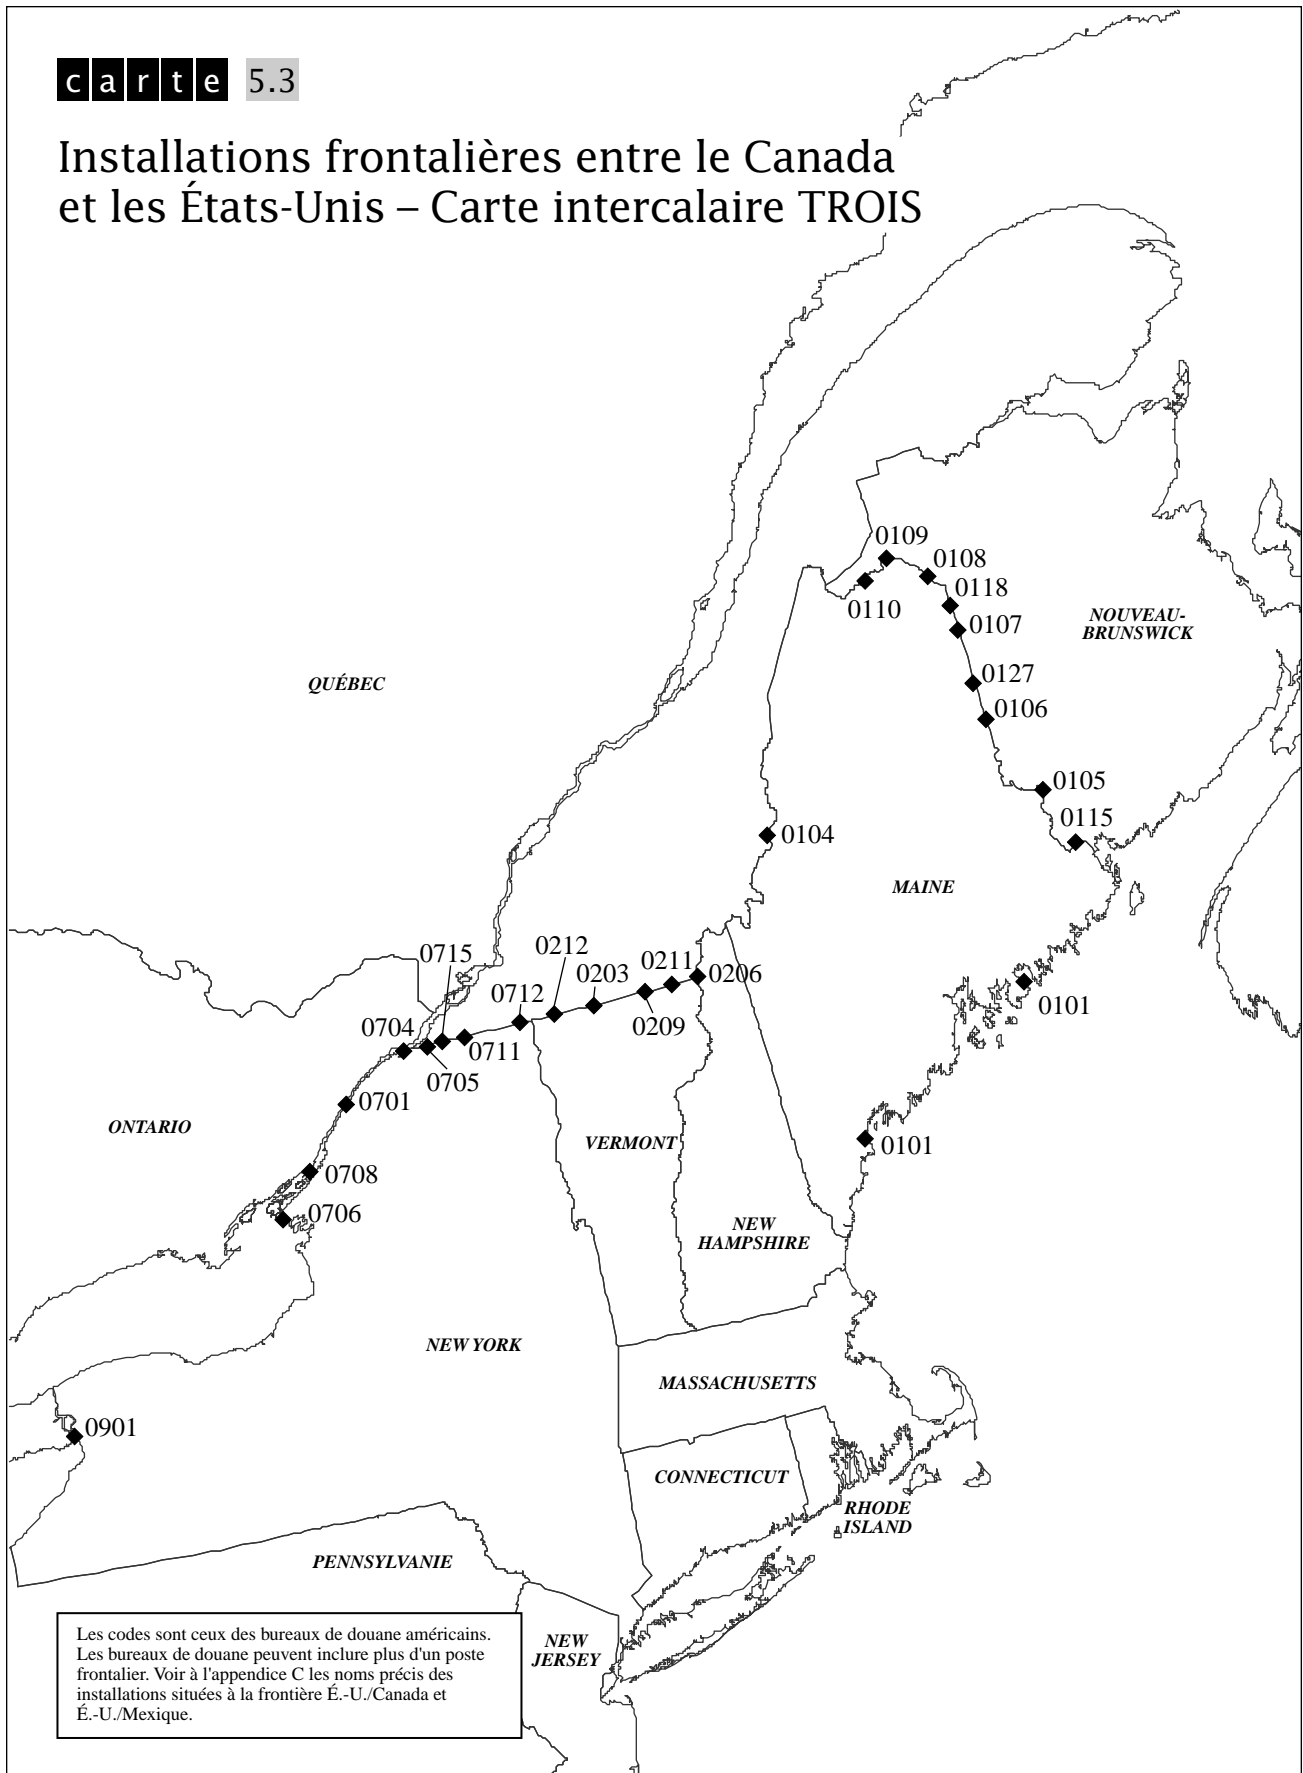 carte 5.3
Installations frontalières entre le Canada
et les États-Unis – Carte intercalaire TROIS
0109
0108
0118
0110
0107
NOUVEAU-
BRUNSWICK
0127
QUÉBEC
0106
0105
0115
0104
MAINE
0715
0212
0211
0206
0203
0712
0209
0101
0704
0711
0705
0701
ONTARIO
VERMONT
0101
0708
0706
NEW
HAMPSHIRE
NEW YORK
MASSACHUSETTS
0901
CONNECTICUT
RHODE
ISLAND
PENNSYLVANIE
NEW
JERSEY
Les codes sont ceux des bureaux de douane américains.
Les bureaux de douane peuvent inclure plus d'un poste
frontalier. Voir à l'appendice C les noms précis des
installations situées à la frontière É.-U./Canada et
É.-U./Mexique.